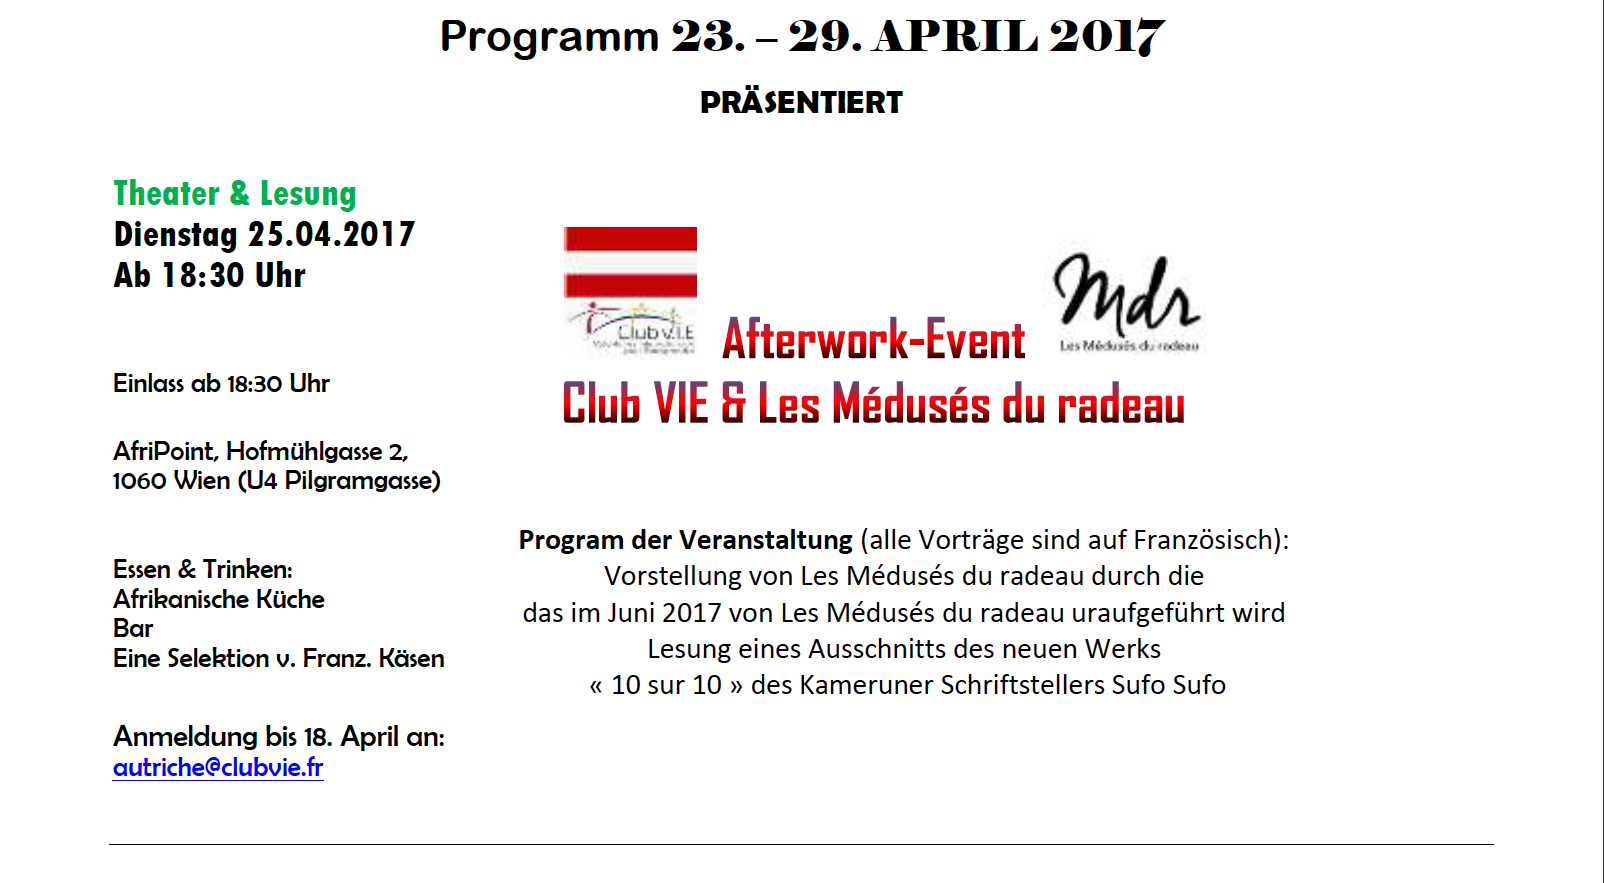 Programm 23. – 29. APRIL 2017
PRÄSENTIERT
Theater & Lesung
Dienstag 25.04.2017
Ab 18:30 Uhr
Einlass ab 18:30 Uhr
AfriPoint, Hofmühlgasse 2,
1060 Wien (U4 Pilgramgasse)
Essen & Trinken:
Afrikanische Küche
Bar
Eine Selektion v. Franz. Käsen
Anmeldung bis 18. April an:
autriche@clubvie.fr
Club V.I.E
mdr
Les Médusés du radeau
Afterwork-Event
Club VIE & Les Médusés du radeau
Program der Veranstaltung (alle Vorträge sind auf Französisch):
Vorstellung von Les Médusés du radeau durch die
das im Juni 2017 von Les Médusés du radeau uraufgeführt wird
Lesung eines Ausschnitts des neuen Werks
« 10 sur 10 » des Kameruner Schriftstellers Sufo Sufo